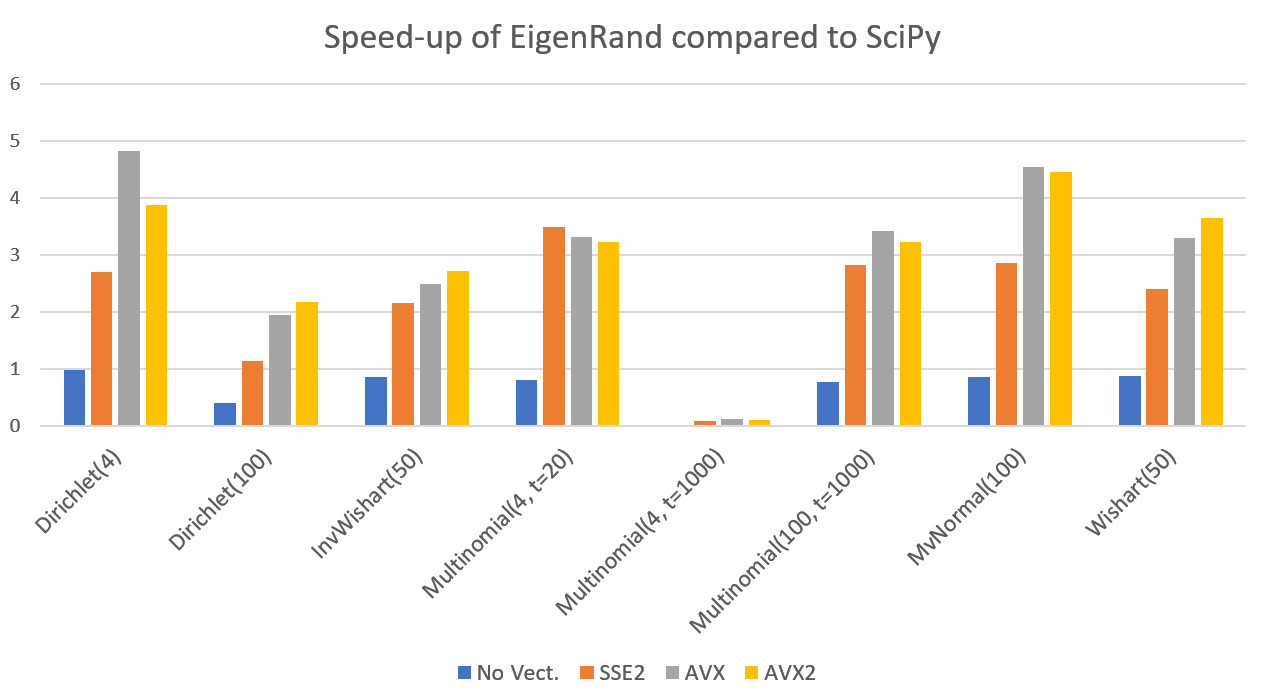 Speed-up of EigenRand compared to SciPy
6
5
4
3
2
1
0
Dirichlet(4)
Dirichlet(100)
InvWishart(50)
Multinomial(4, t=20)
Multinomial(4, t=1000)
Multinomial(100, t=1000)
MvNormal(100)
Wishart(50)
No Vect. SSE2 AVX AVX2